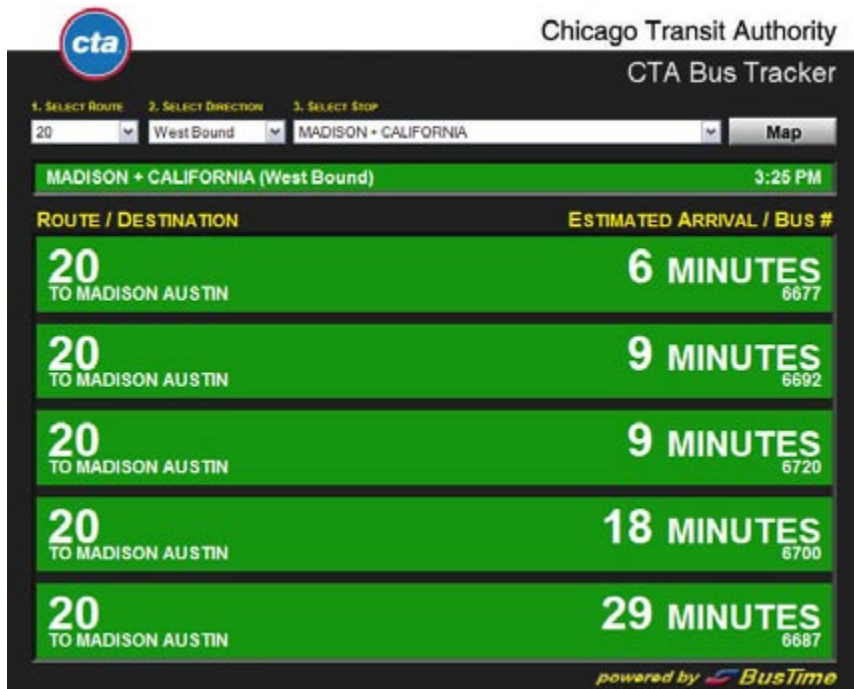 cta
Chicago Transit Authority
CTA Bus Tracker
1. SELECT ROUTE 2. SELECT DIRECTION 3. SELECT STOP
20 West Bound MADISON + CALIFORNIA Map
MADISON + CALIFORNIA (West Bound) 3:25 PM
ROUTE / DESTINATION ESTIMATED ARRIVAL / BUS #
20 6 MINUTES
TO MADISON AUSTIN 6677
20 9 MINUTES
TO MADISON AUSTIN 6692
20 9 MINUTES
TO MADISON AUSTIN 6720
20 18 MINUTES
TO MADISON AUSTIN 6700
20 29 MINUTES
TO MADISON AUSTIN 6687
powered by BusTime